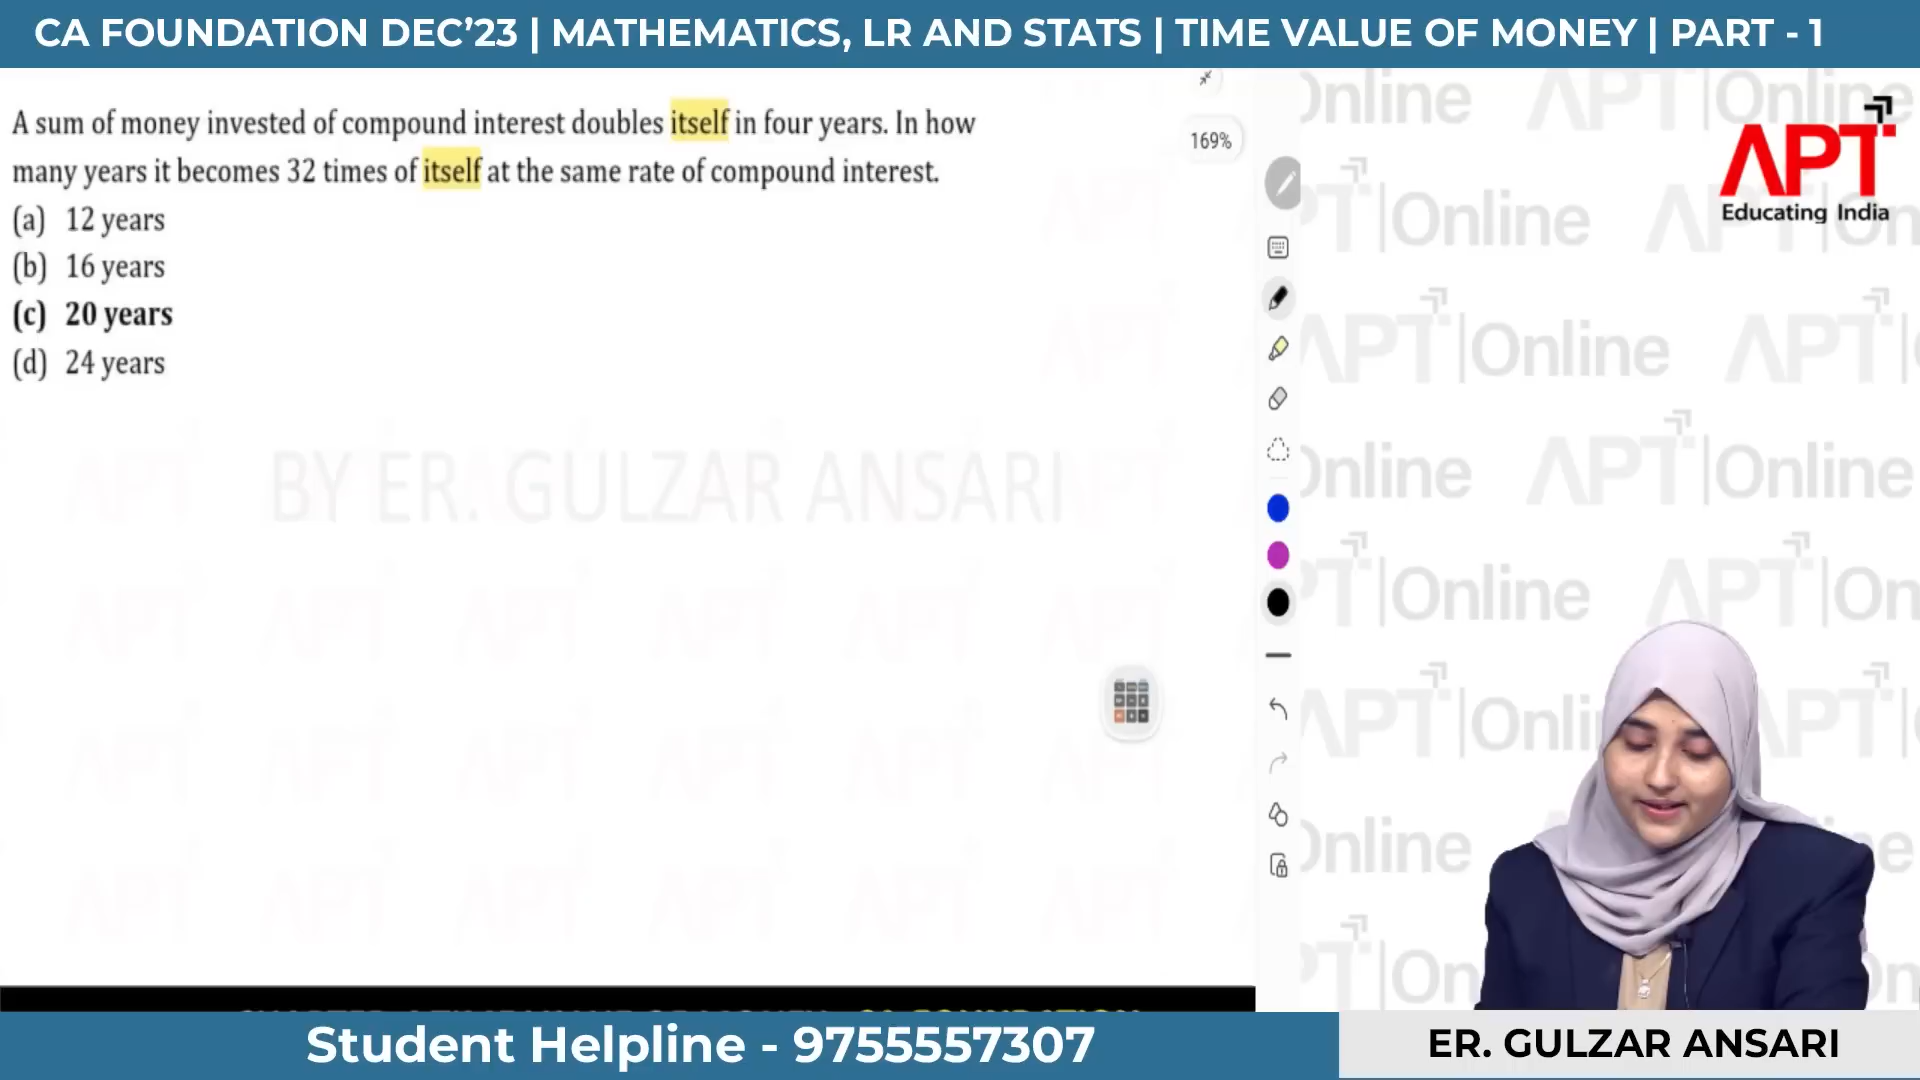 CA FOUNDATION DEC’23 | MATHEMATICS, LR AND STATS | TIME VALUE OF MONEY | PART - 1
A sum of money invested of compound interest doubles itself in four years. In how
many years it becomes 32 times of itself at the same rate of compound interest.
(a) 12 years
(b) 16 years
(c) 20 years
(d) 24 years
169%
APT
Educating India
BY ER. GULZAR ANSARI
APT|Online
Student Helpline - 9755557307
ER. GULZAR ANSARI